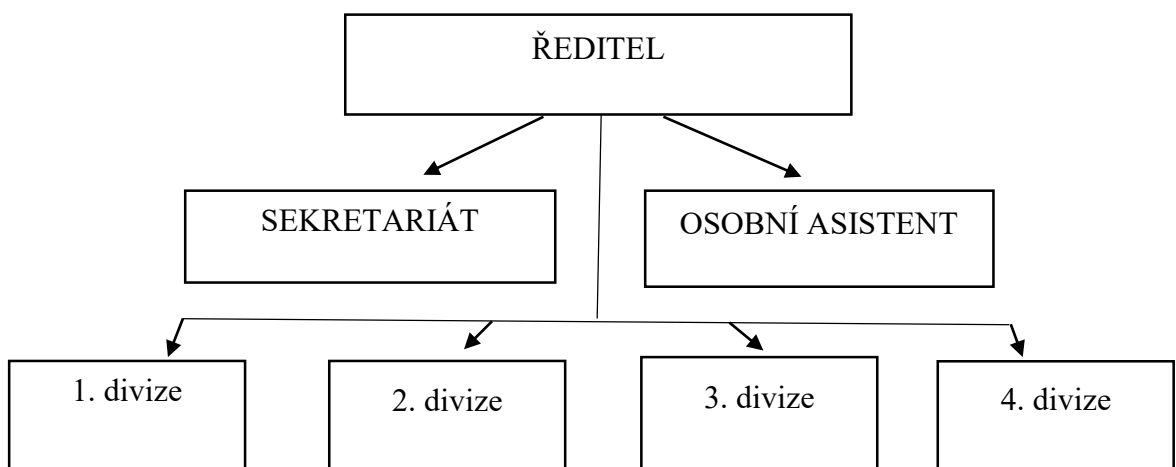 ŘEDITEL
SEKRETARIÁT
OSOBNÍ ASISTENT
1. divize
2. divize
3. divize
4. divize